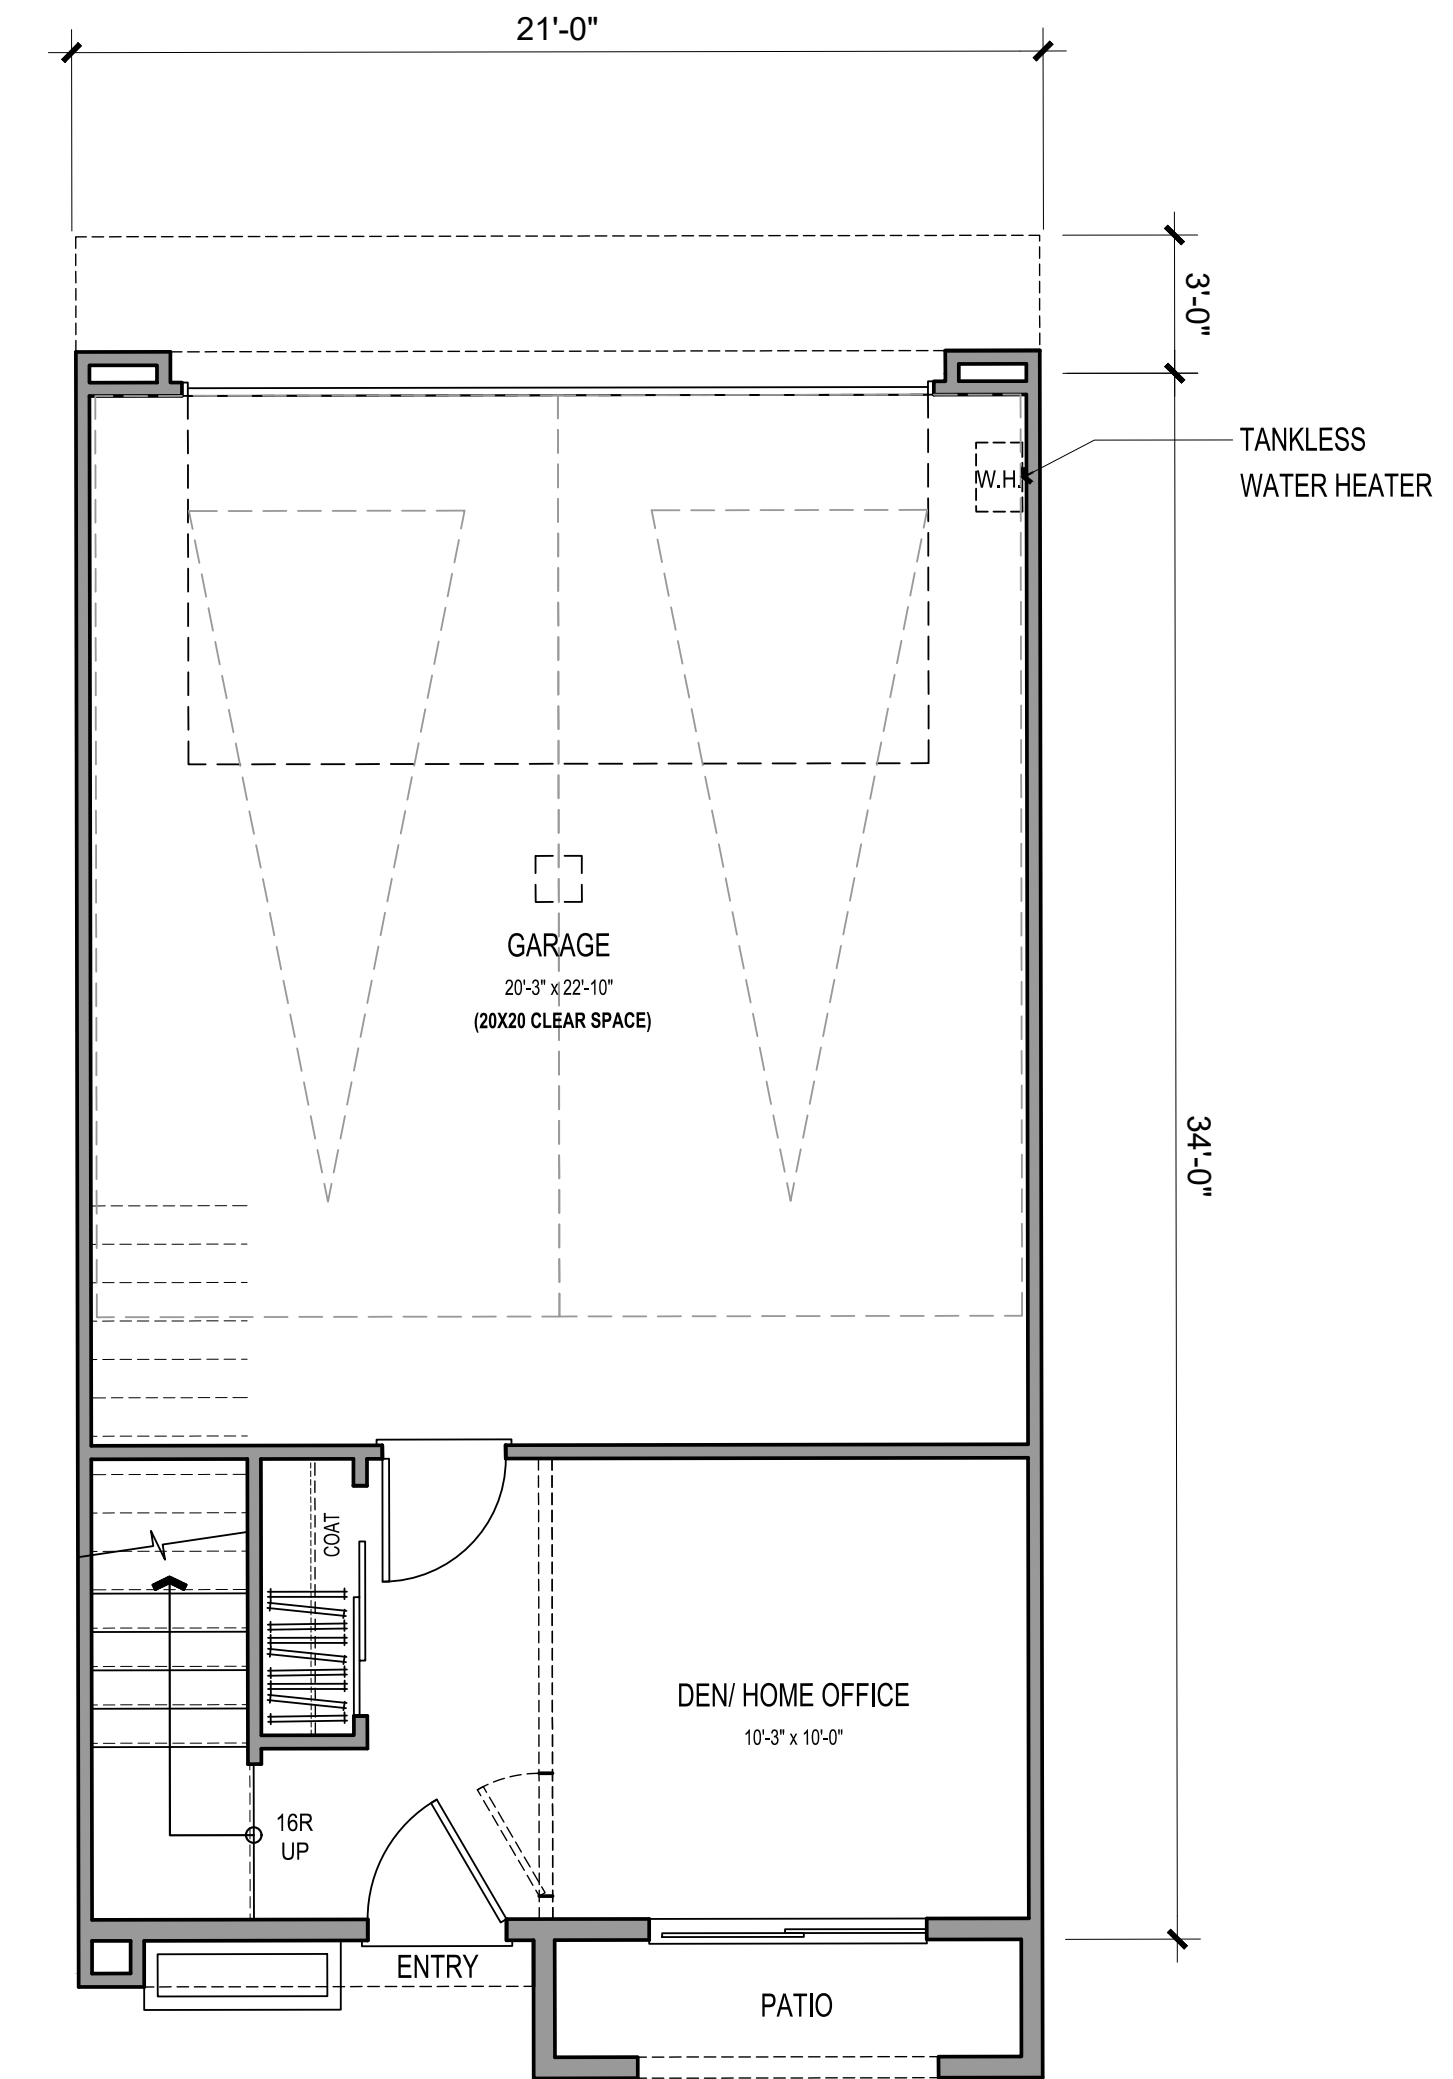 21'-0"
3'-0"
TANKLESS
WATER HEATER
W.H.
GARAGE
20'-3" x 22'-10"
(20X20 CLEAR SPACE)
34'-0"
COAT
DEN/ HOME OFFICE
10'-3" x 10'-0"
16R
UP
ENTRY
PATIO